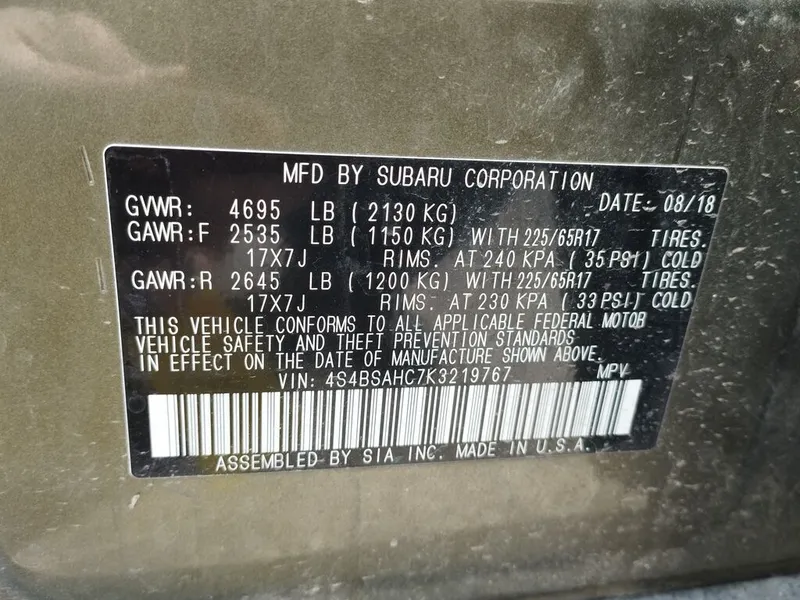 MFD BY SUBARU CORPORATION
GVWR: 4695 LB ( 2130 KG) DATE: 08/18
GAWR:F 2535 LB ( 1150 KG) WITH 225/65R17 TIRES.
17X7J RIMS. AT 240 KPA ( 35 PSI) COLD
GAWR:R 2645 LB ( 1200 KG) WITH 225/65R17 TIRES.
17X7J RIMS. AT 230 KPA ( 33 PSI) COLD
THIS VEHICLE CONFORMS TO ALL APPLICABLE FEDERAL MOTOR
VEHICLE SAFETY AND THEFT PREVENTION STANDARDS
IN EFFECT ON THE DATE OF MANUFACTURE SHOWN ABOVE.
VIN: 4S4BSAHC7K3219767 MPV
ASSEMBLED BY SIA INC. MADE IN U.S.A.